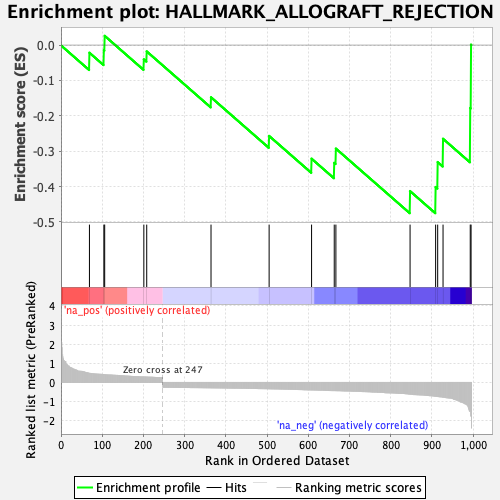 Enrichment plot: HALLMARK_ALLOGRAFT_REJECTION
Enrichment score (ES)
0.0
-0.1
-0.2
-0.3
-0.4
-0.5
'na_pos' (positively correlated)
Ranked list metric (PreRanked)
4
3
2
1
0
-1
-2
Zero cross at 247
'na_neg' (negatively correlated)
0 100 200 300 400 500 600 700 800 900 1,000
Rank in Ordered Dataset
Enrichment profile Hits Ranking metric scores